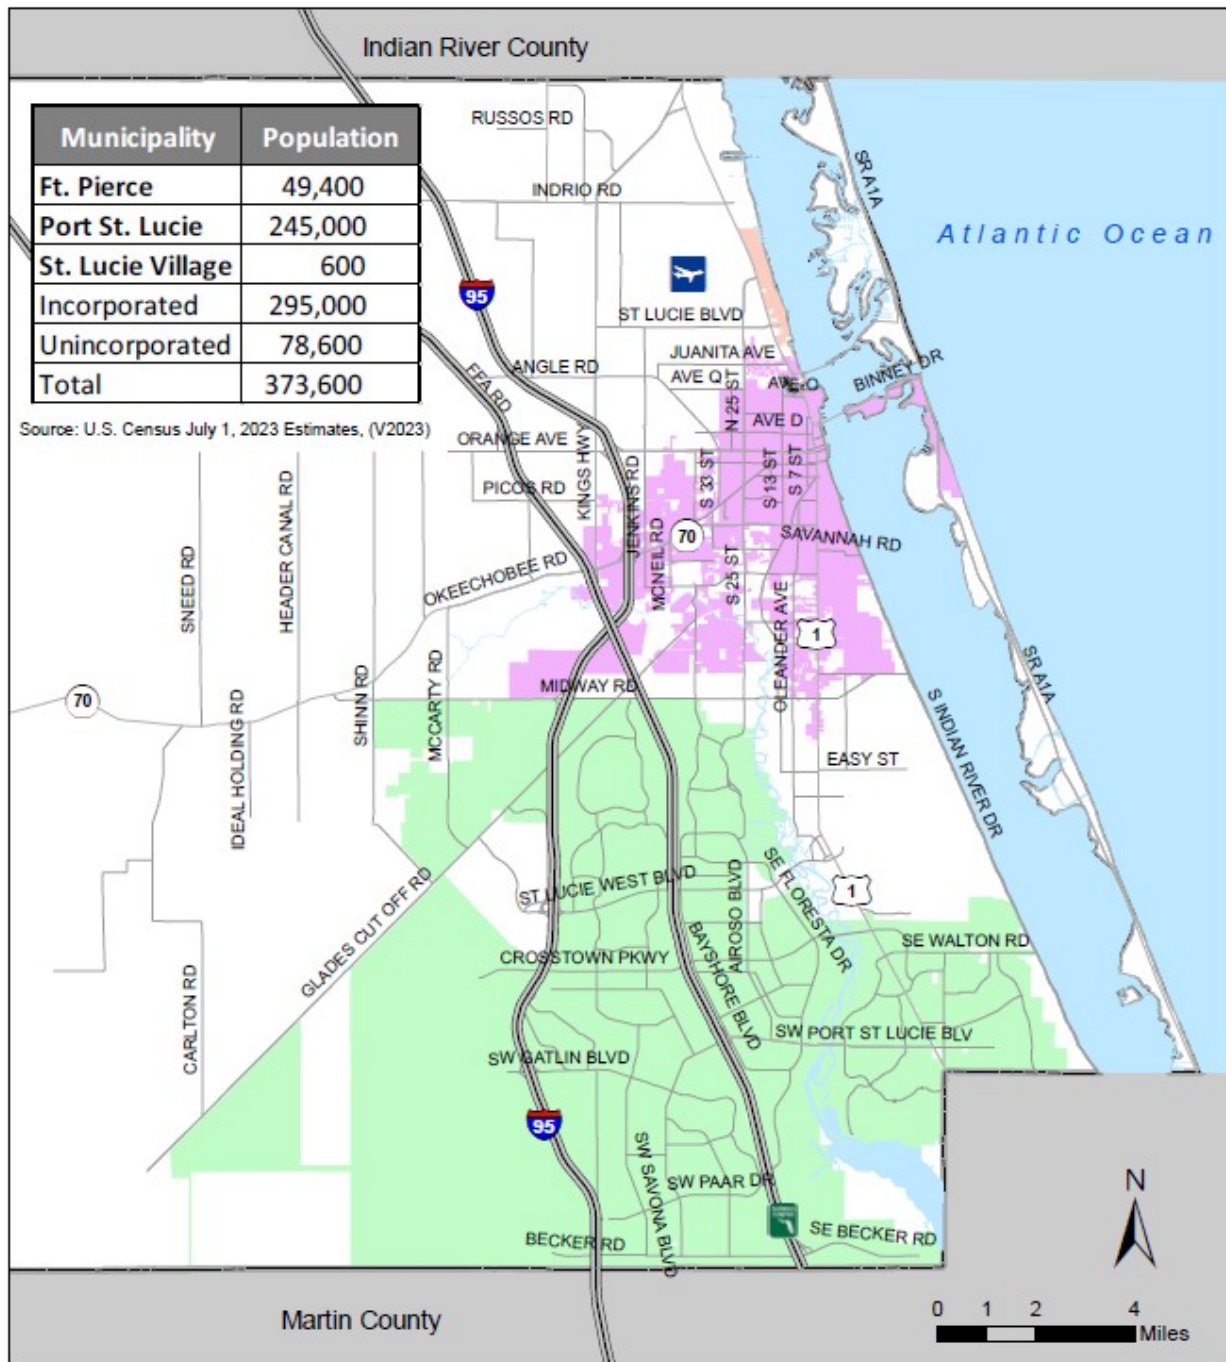 Indian River County
Municipality Population
Ft. Pierce 49,400
Port St. Lucie 245,000
St. Lucie Village 600
Incorporated 295,000
Unincorporated 78,600
Total 373,600
Source: U.S. Census July 1, 2023 Estimates, (V2023)
RUSSOS RD
INDRIO RD
SR A1A
Atlantic Ocean
95
ST LUCIE BLVD
JUANITA AVE
ANGLE RD
FFA RD
AVE Q
AVE O
BINNEY DR
N 25 ST
AVE D
ORANGE AVE
KINGS HWY
JENKINS RD
S 33 ST
S 13 ST
S 7 ST
PICOS RD
MCNEIL RD
70
SAVANNAH RD
SNEED RD
HEADER CANAL RD
OKEECHOBEE RD
S 25 ST
OLEANDER AVE
1
SR A1A
70
IDEAL HOLDING RD
SHINN RD
MCCARTY RD
MIDWAY RD
S INDIAN RIVER DR
EASY ST
ST LUCIE WEST BLVD
AIROSO BLVD
SE FLORESTA DR
1
GLADES CUT OFF RD
CROSSTOWN PKWY
BAYSHORE BLVD
SE WALTON RD
CARLTON RD
SW PORT ST LUCIE BLV
SW GATLIN BLVD
95
SW SAVONA BLVD
SW PAAR DR
BECKER RD
SE BECKER RD
N
Martin County
0 1 2 4
Miles